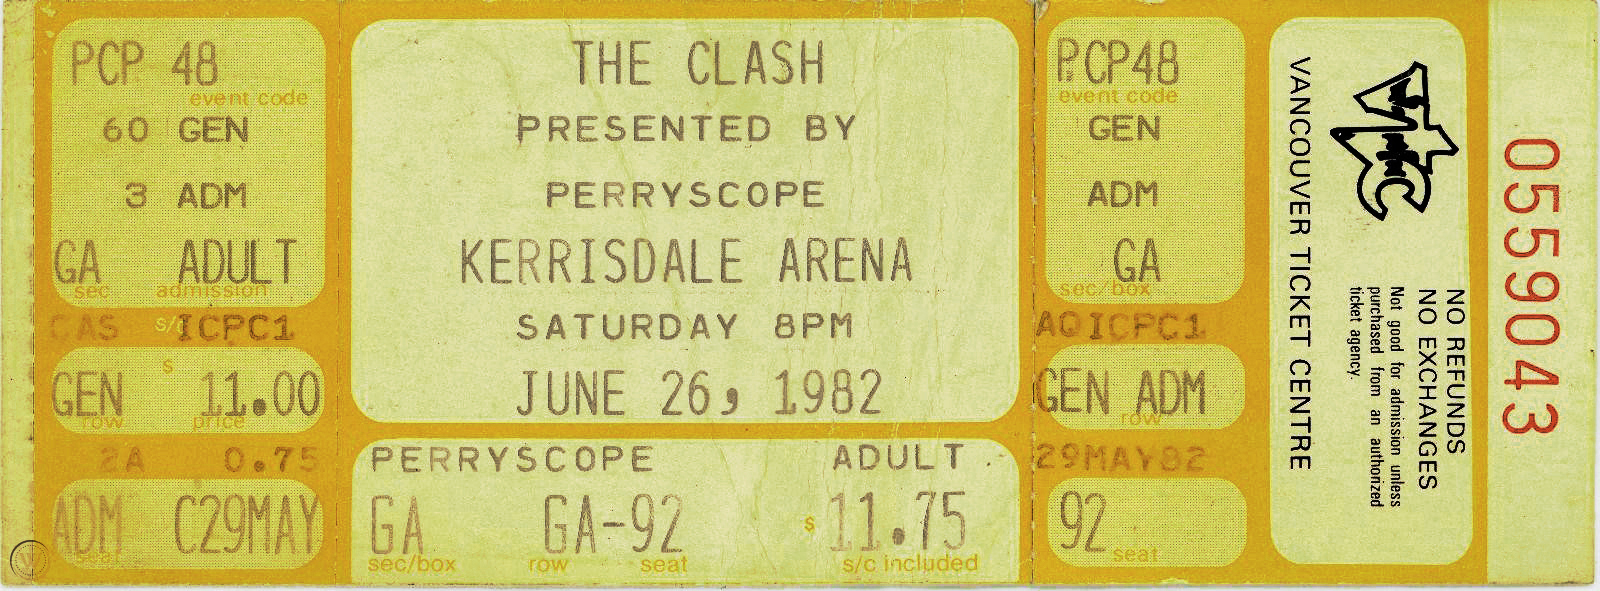 PCP 48
event code
60 GEN
3 ADM
GA ADULT
sec admission
CAS s/c ICPC1
$
GEN 11.00
row price
2A 0.75
ADM C29MAY
seat
THE CLASH
PRESENTED BY
PERRYSCOPE
KERRISDALE ARENA
SATURDAY 8PM
JUNE 26, 1982
PERRYSCOPE ADULT
GA GA-92 $ 11.75
sec/box row seat s/c included
PCP48
event code
GEN
ADM
GA
sec/box
AQICPC1
GEN ADM
row
29MAY82
92
seat
VANCOUVER TICKET CENTRE
NO REFUNDS
NO EXCHANGES
Not good for admission unless
purchased from an authorized
ticket agency.
0559043